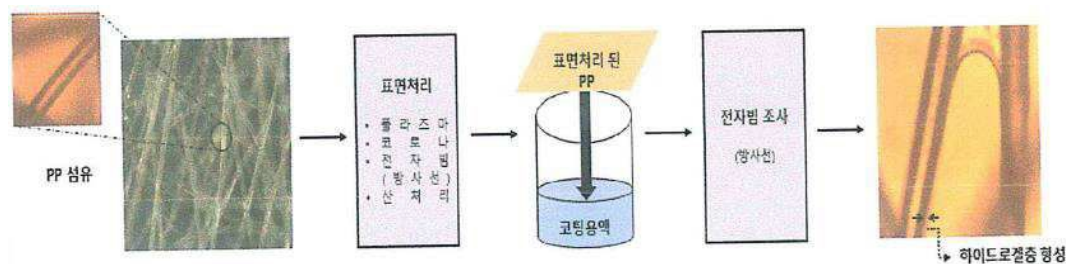 PP 섬유
표면처리
• 플라즈마
• 코로나
• 전자빔
(방사선)
• 산처리
표면처리 된
PP
코팅용액
전자빔 조사
(방사선)
하이드로겔층 형성